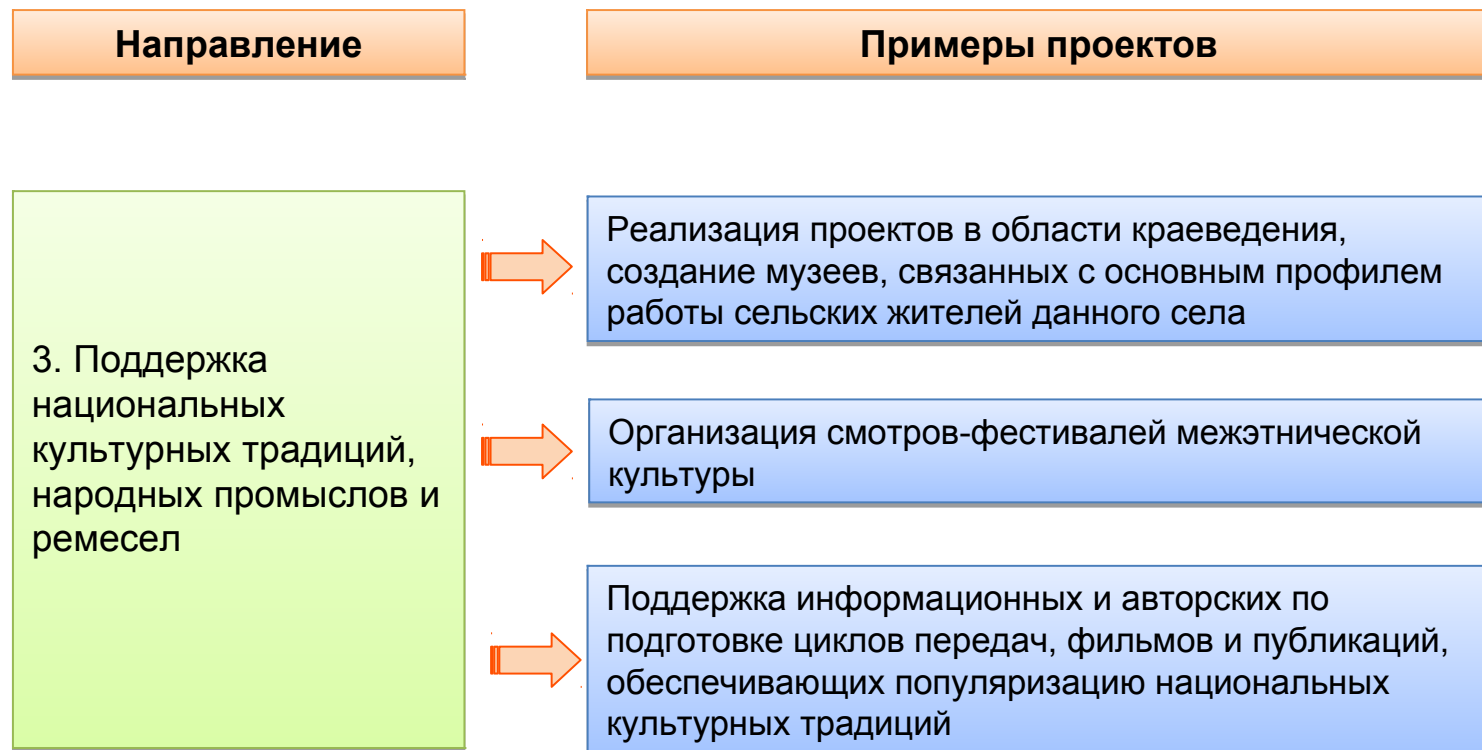 Направление
Примеры проектов
3. Поддержка
национальных
культурных традиций,
народных промыслов и
ремесел
Реализация проектов в области краеведения,
создание музеев, связанных с основным профилем
работы сельских жителей данного села
Организация смотров-фестивалей межэтнической
культуры
Поддержка информационных и авторских по
подготовке циклов передач, фильмов и публикаций,
обеспечивающих популяризацию национальных
культурных традиций